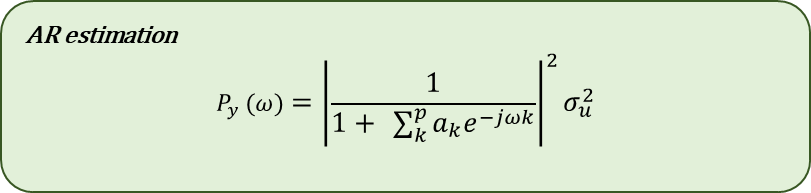 AR estimation
P_y (ω) = |1 / (1 + ∑_k^p a_k e^{-jωk})|^2 σ_u^2